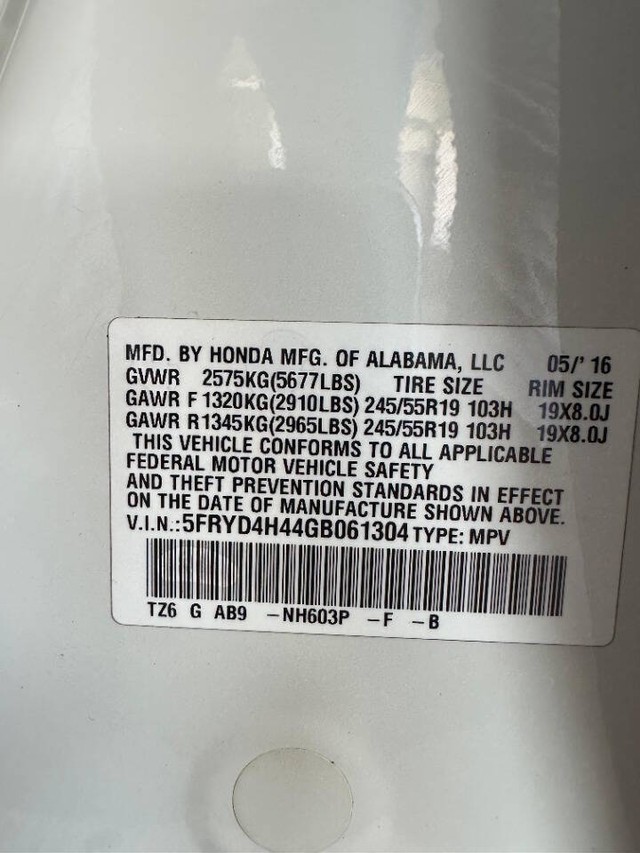 MFD. BY HONDA MFG. OF ALABAMA, LLC 05/' 16
GVWR 2575KG(5677LBS) TIRE SIZE RIM SIZE
GAWR F 1320KG(2910LBS) 245/55R19 103H 19X8.0J
GAWR R 1345KG(2965LBS) 245/55R19 103H 19X8.0J
THIS VEHICLE CONFORMS TO ALL APPLICABLE
FEDERAL MOTOR VEHICLE SAFETY
AND THEFT PREVENTION STANDARDS IN EFFECT
ON THE DATE OF MANUFACTURE SHOWN ABOVE.
V.I.N.:5FRYD4H44GB061304 TYPE: MPV
TZ6 G AB9 -NH603P -F -B